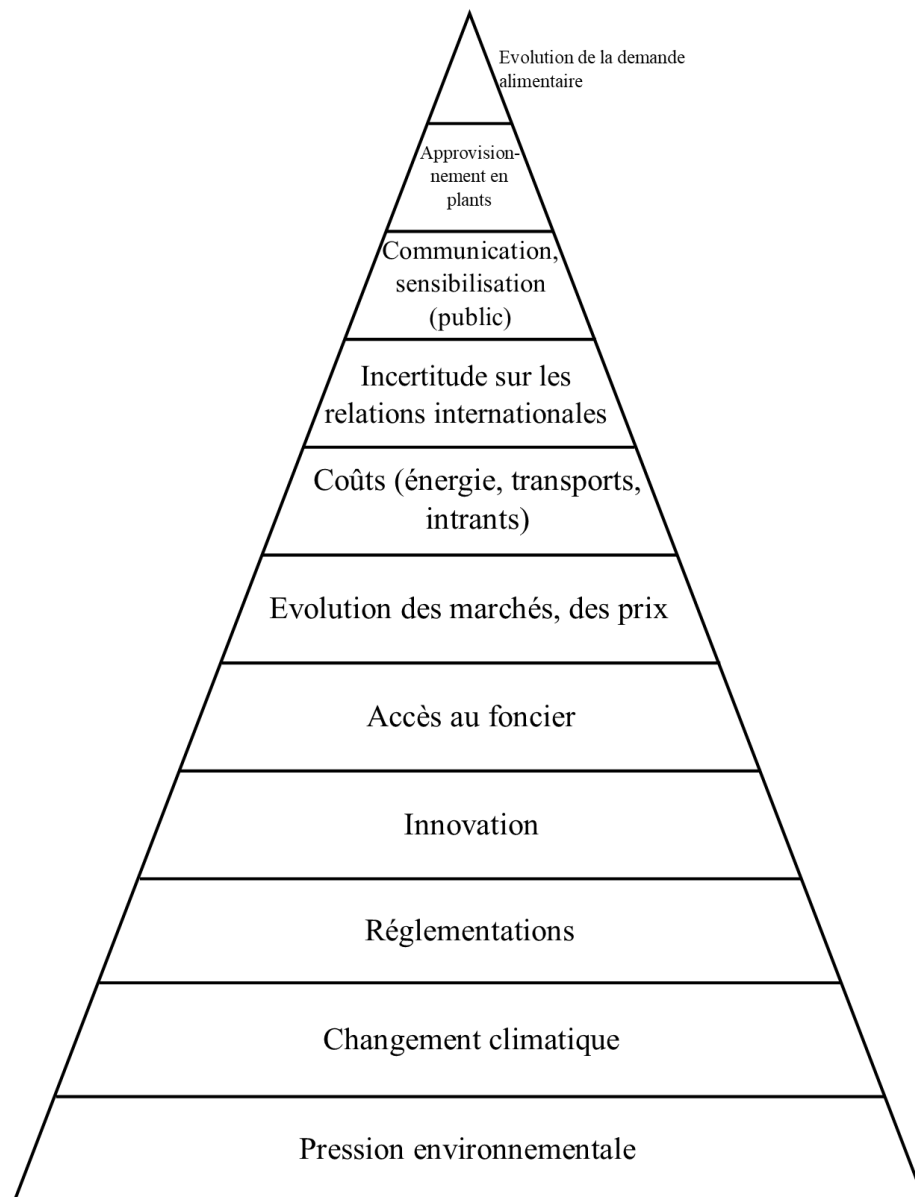 Evolution de la demande
alimentaire
Approvision-
nement en
plants
Communication,
sensibilisation
(public)
Incertitude sur les
relations internationales
Coûts (énergie, transports,
intrants)
Evolution des marchés, des prix
Accès au foncier
Innovation
Réglementations
Changement climatique
Pression environnementale